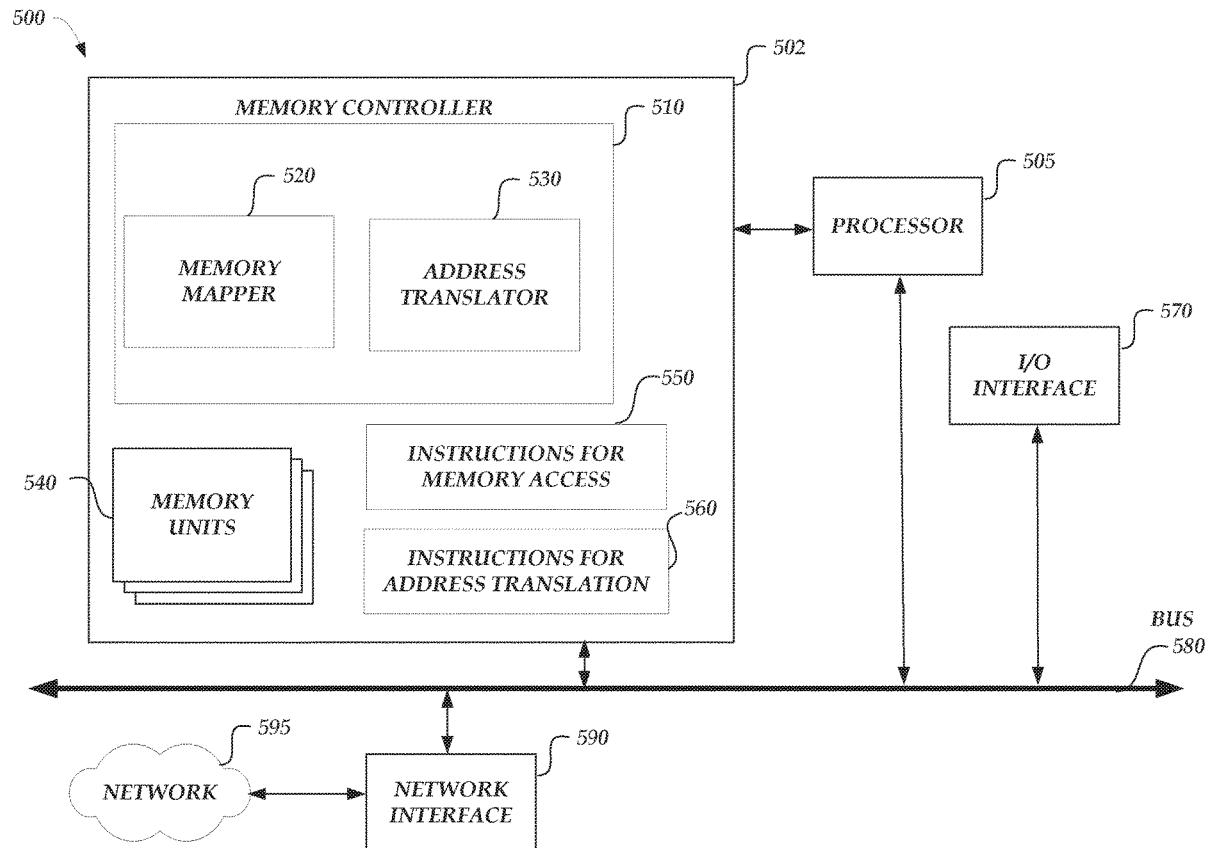 500
502
MEMORY CONTROLLER
510
520
530
505
MEMORY
MAPPER
ADDRESS
TRANSLATOR
PROCESSOR
570
I/O
INTERFACE
550
INSTRUCTIONS FOR
MEMORY ACCESS
540
MEMORY
UNITS
560
INSTRUCTIONS FOR
ADDRESS TRANSLATION
BUS
580
595
NETWORK
590
NETWORK
INTERFACE